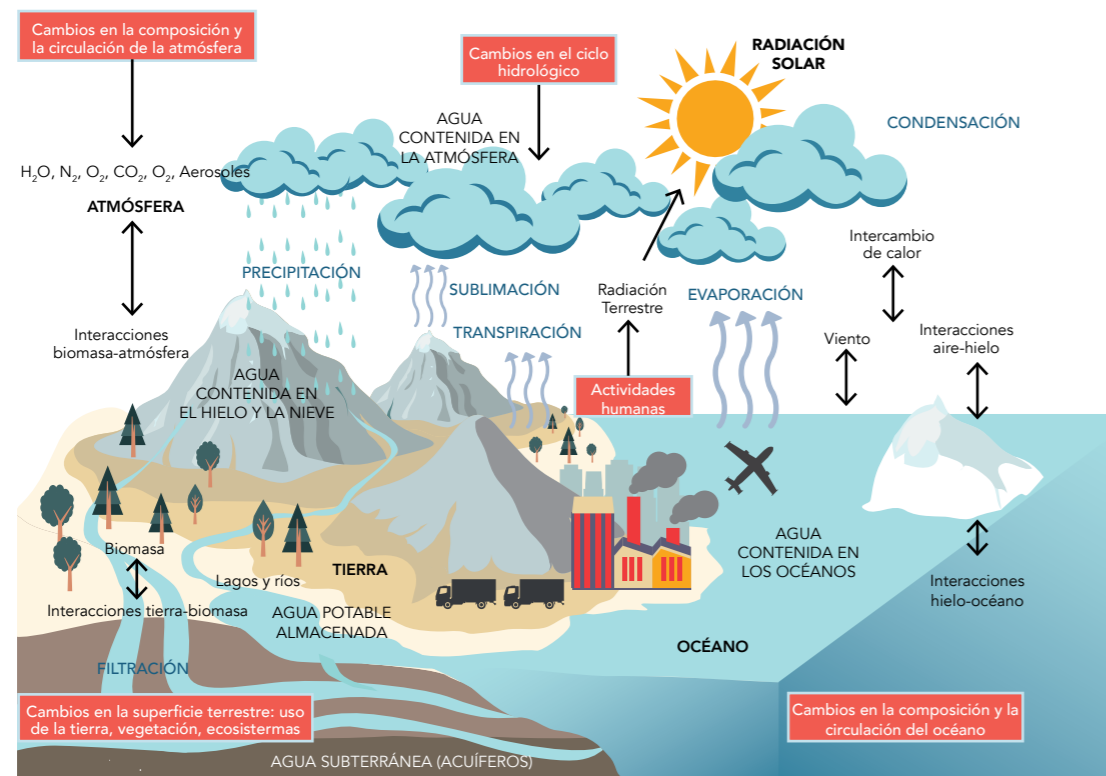 Cambios en la composición y
la circulación de la atmósfera
Cambios en el ciclo
hidrológico
RADIACIÓN
SOLAR
AGUA
CONTENIDA EN
LA ATMÓSFERA
CONDENSACIÓN
H₂O, N₂, O₂, CO₂, O₂, Aerosoles
ATMÓSFERA
Intercambio
de calor
PRECIPITACIÓN
SUBLIMACIÓN
Radiación
Terrestre
EVAPORACIÓN
TRANSPIRACIÓN
Viento
Interacciones
aire-hielo
Interacciones
biomasa-atmósfera
AGUA
CONTENIDA EN
EL HIELO Y LA NIEVE
Actividades
humanas
AGUA
CONTENIDA EN
LOS OCÉANOS
Biomasa
TIERRA
Lagos y ríos
Interacciones tierra-biomasa
AGUA POTABLE
ALMACENADA
Interacciones
hielo-océano
OCÉANO
FILTRACIÓN
Cambios en la superficie terrestre: uso
de la tierra, vegetación, ecosistermas
Cambios en la composición y la
circulación del océano
AGUA SUBTERRÁNEA (ACUÍFEROS)